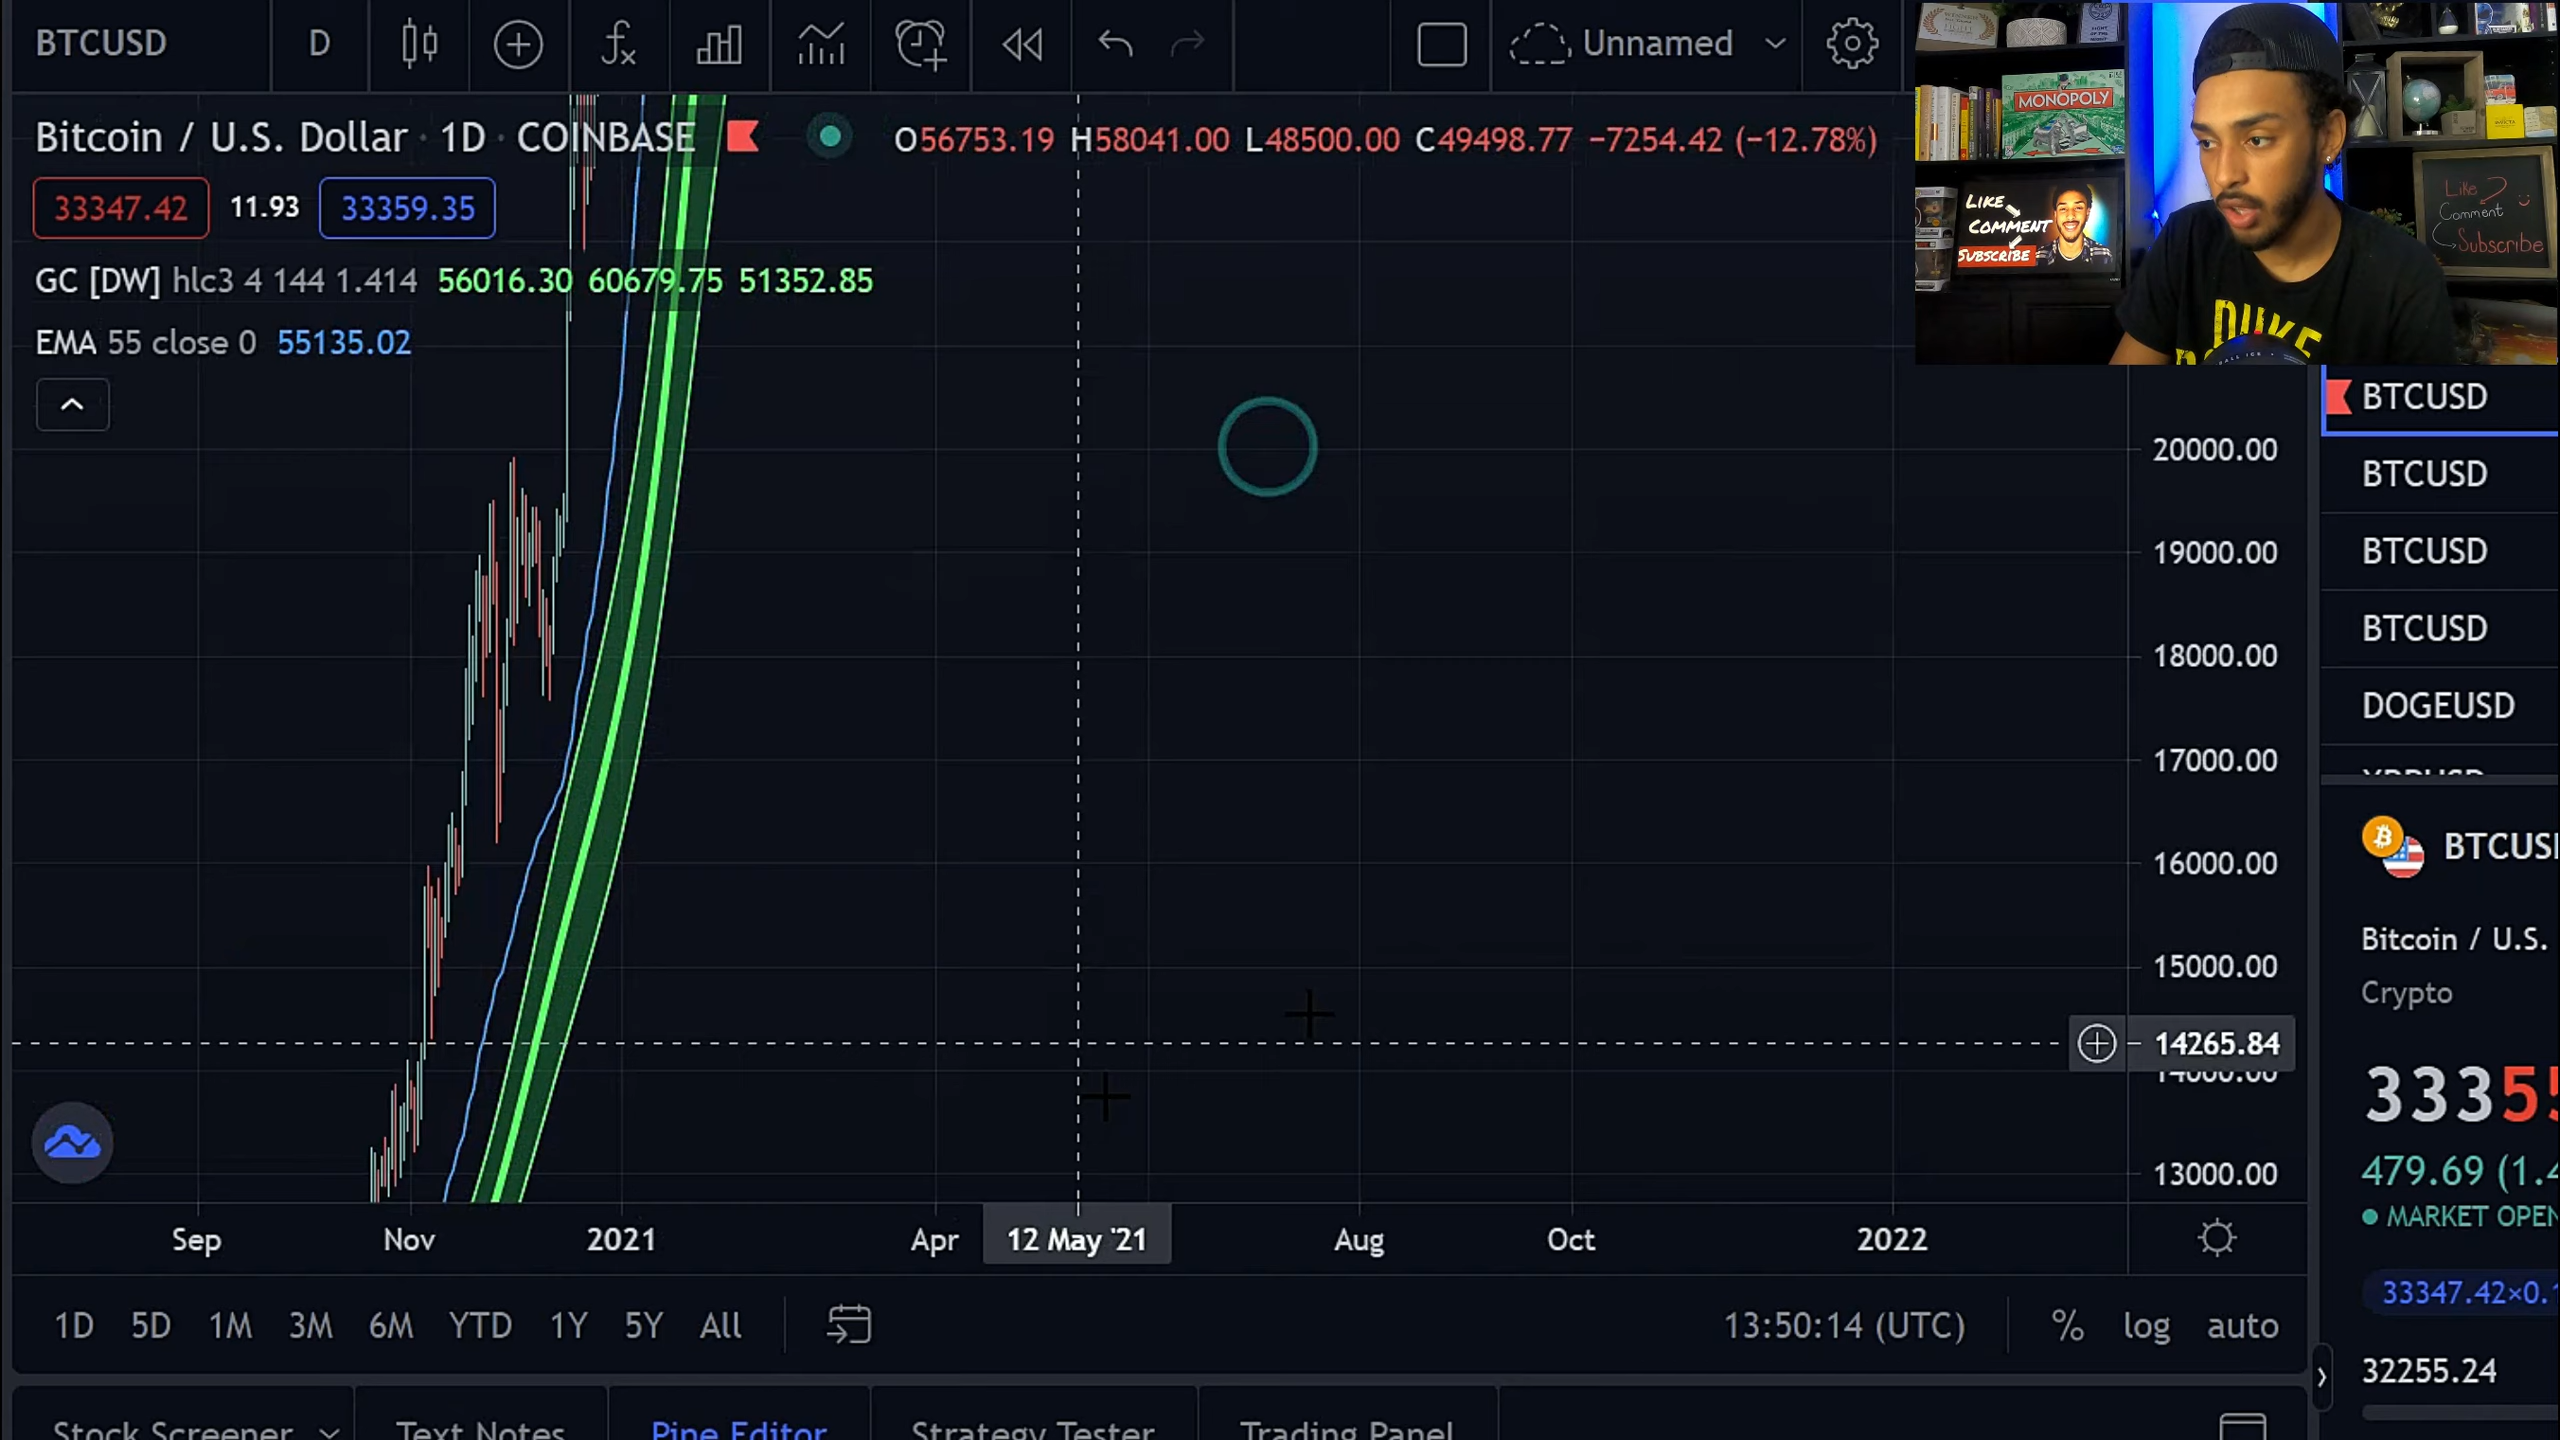 BTCUSD D Unnamed
Bitcoin / U.S. Dollar · 1D · COINBASE O56753.19 H58041.00 L48500.00 C49498.77 −7254.42 (−12.78%)
33347.42 11.93 33359.35
GC [DW] hlc3 4 144 1.414 56016.30 60679.75 51352.85
EMA 55 close 0 55135.02
MONOPOLY
LIKE
COMMENT
SUBSCRIBE
Like
Comment
Subscribe
DUKE
BTCUSD
BTCUSD
BTCUSD
BTCUSD
DOGEUSD
20000.00
19000.00
18000.00
17000.00
16000.00
15000.00
14265.84
14000.00
13000.00
Bitcoin / U.S.
Crypto
479.69
MARKET OPEN
33347.42×0.
32255.24
Sep Nov 2021 Apr 12 May '21 Aug Oct 2022
1D 5D 1M 3M 6M YTD 1Y 5Y All 13:50:14 (UTC) % log auto
Stock Screener Text Notes Pine Editor Strategy Tester Trading Panel